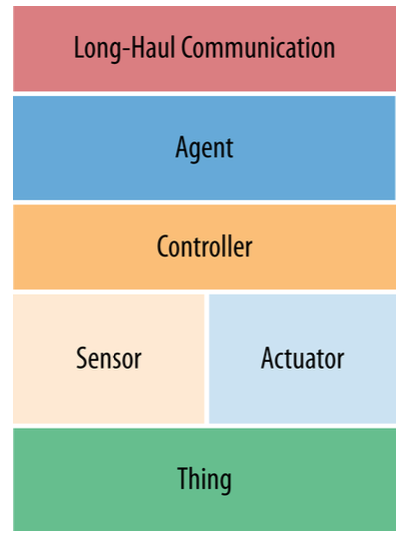 Long-Haul Communication
Agent
Controller
Sensor
Actuator
Thing